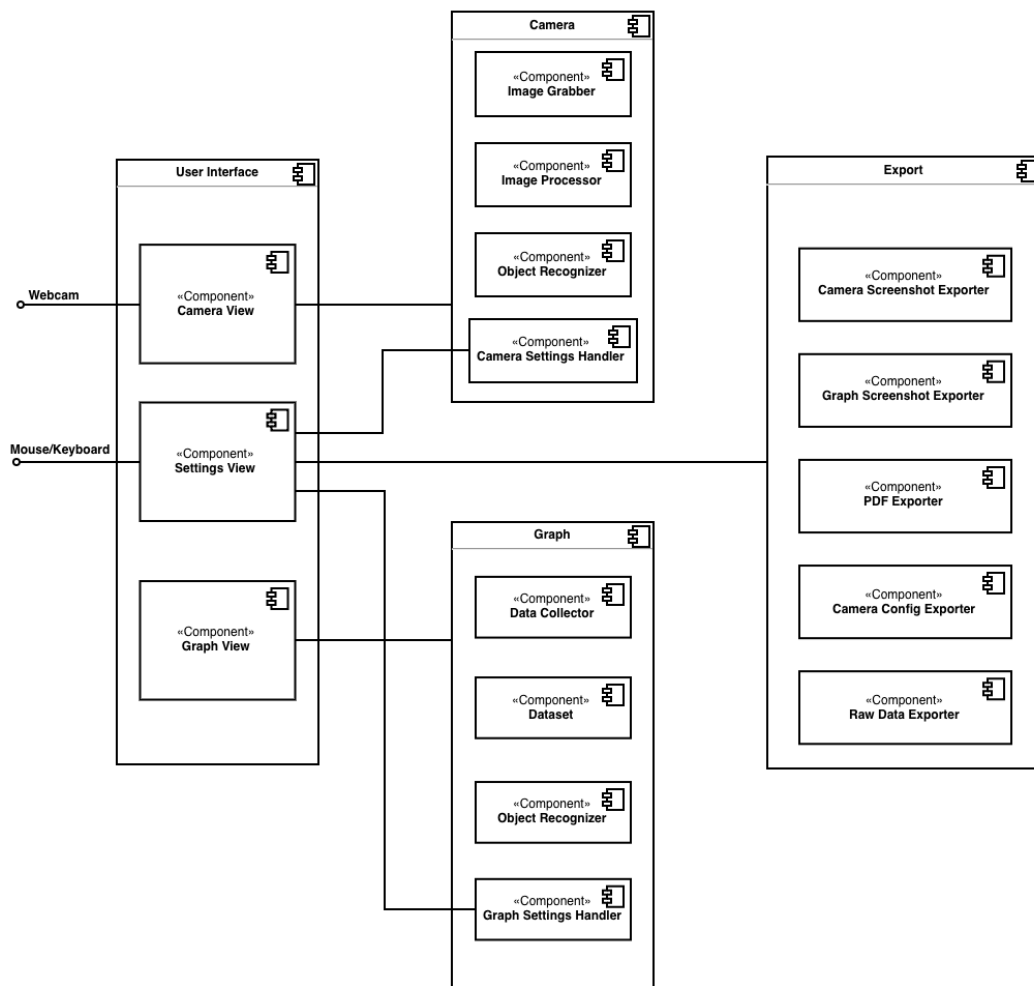 Camera
«Component»
Image Grabber
«Component»
Image Processor
«Component»
Object Recognizer
«Component»
Camera Settings Handler
User Interface
«Component»
Camera View
«Component»
Settings View
«Component»
Graph View
Webcam
Mouse/Keyboard
Graph
«Component»
Data Collector
«Component»
Dataset
«Component»
Object Recognizer
«Component»
Graph Settings Handler
Export
«Component»
Camera Screenshot Exporter
«Component»
Graph Screenshot Exporter
«Component»
PDF Exporter
«Component»
Camera Config Exporter
«Component»
Raw Data Exporter